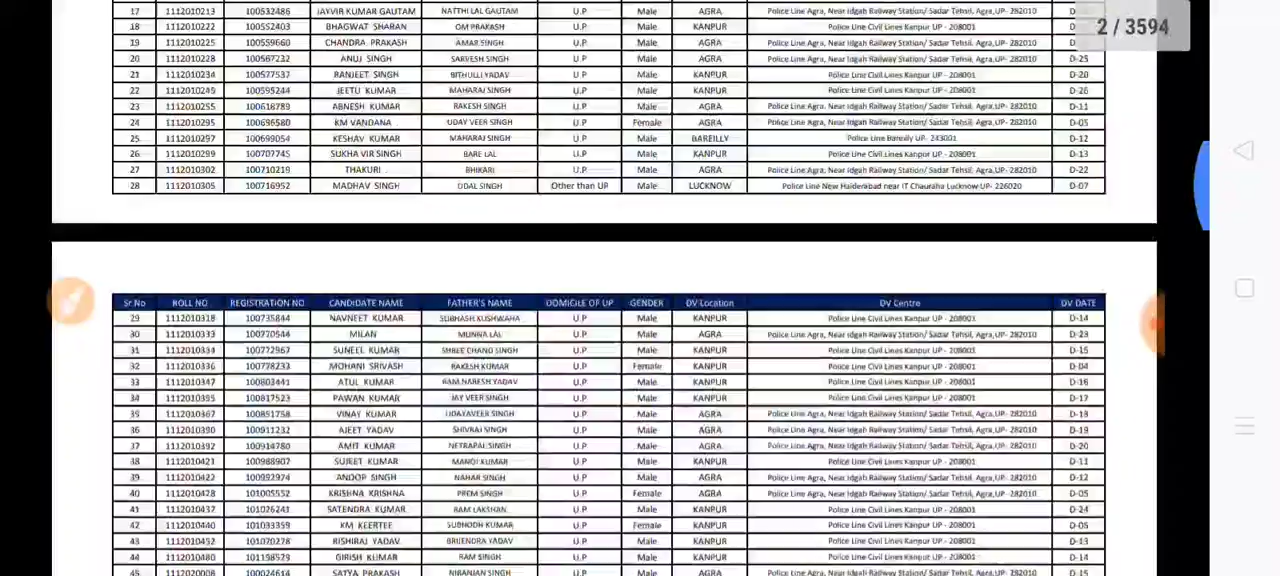 17 1112010213 100532486 JAYVIR KUMAR GAUTAM NATTHI LAL GAUTAM U.P Male AGRA Police Line Agra, Near Idgah Railway Station/ Sadar Tehsil, Agra,UP- 282010
2 / 3594
18 1112010222 100552403 BHAGWAT SHARAN OM PRAKASH U.P Male KANPUR Police Line Civil Lines Kanpur UP - 208001
19 1112010225 100559660 CHANDRA PRAKASH AMAR SINGH U.P Male AGRA Police Line Agra, Near Idgah Railway Station/ Sadar Tehsil, Agra,UP- 282010
20 1112010228 100567232 ANUJ SINGH SARVESH SINGH U.P Male AGRA Police Line Agra, Near Idgah Railway Station/ Sadar Tehsil, Agra,UP- 282010 D-25
21 1112010234 100577537 RANJEET SINGH BITHULLI YADAV U.P Male KANPUR Police Line Civil Lines Kanpur UP - 208001 D-20
22 1112010249 100595244 JEETU KUMAR MAHARAJ SINGH U.P Male KANPUR Police Line Civil Lines Kanpur UP - 208001 D-26
23 1112010255 100618789 ABNESH KUMAR RAKESH SINGH U.P Male AGRA Police Line Agra, Near Idgah Railway Station/ Sadar Tehsil, Agra,UP- 282010 D-11
24 1112010295 100696580 KM VANDANA UDAY VEER SINGH U.P Female AGRA Police Line Agra, Near Idgah Railway Station/ Sadar Tehsil, Agra,UP- 282010 D-05
25 1112010297 100699054 KESHAV KUMAR MAHARAJ SINGH U.P Male BAREILLY Police Line Bareilly UP- 243001 D-12
26 1112010299 100707745 SUKHA VIR SINGH BARE LAL U.P Male KANPUR Police Line Civil Lines Kanpur UP - 208001 D-13
27 1112010302 100710219 THAKURI . BHIKARI U.P Male AGRA Police Line Agra, Near Idgah Railway Station/ Sadar Tehsil, Agra,UP- 282010 D-22
28 1112010305 100716952 MADHAV SINGH UDAL SINGH Other than UP Male LUCKNOW Police Line New Haiderabad near IT Chauraha Lucknow UP- 226020 D-07
Sr No ROLL NO REGISTRATION NO CANDIDATE NAME FATHER'S NAME DOMICILE OF UP GENDER DV Location DV Centre DV DATE
29 1112010318 100735844 NAVNEET KUMAR SUBHASH KUSHWAHA U.P Male KANPUR Police Line Civil Lines Kanpur UP - 208001 D-14
30 1112010333 100770544 MILAN MUNNA LAL U.P Male AGRA Police Line Agra, Near Idgah Railway Station/ Sadar Tehsil, Agra,UP- 282010 D-23
31 1112010334 100772967 SUNEEL KUMAR SHREE CHAND SINGH U.P Male KANPUR Police Line Civil Lines Kanpur UP - 208001 D-15
32 1112010336 100778233 MOHANI SRIVASH RAKESH KUMAR U.P Female KANPUR Police Line Civil Lines Kanpur UP - 208001 D-04
33 1112010347 100803441 ATUL KUMAR RAM NARESH YADAV U.P Male KANPUR Police Line Civil Lines Kanpur UP - 208001 D-16
34 1112010355 100817523 PAWAN KUMAR JAY VEER SINGH U.P Male KANPUR Police Line Civil Lines Kanpur UP - 208001 D-17
35 1112010367 100851758 VINAY KUMAR UDAYAVEER SINGH U.P Male AGRA Police Line Agra, Near Idgah Railway Station/ Sadar Tehsil, Agra,UP- 282010 D-18
36 1112010390 100911232 AJEET YADAV SHIVRAJ SINGH U.P Male AGRA Police Line Agra, Near Idgah Railway Station/ Sadar Tehsil, Agra,UP- 282010 D-19
37 1112010392 100914780 AMIT KUMAR NETRAPAL SINGH U.P Male AGRA Police Line Agra, Near Idgah Railway Station/ Sadar Tehsil, Agra,UP- 282010 D-20
38 1112010421 100988907 SUJEET KUMAR MANOJ KUMAR U.P Male KANPUR Police Line Civil Lines Kanpur UP - 208001 D-11
39 1112010422 100992974 ANOOP SINGH NAHAR SINGH U.P Male AGRA Police Line Agra, Near Idgah Railway Station/ Sadar Tehsil, Agra,UP- 282010 D-12
40 1112010428 101005552 KRISHNA KRISHNA PREM SINGH U.P Female AGRA Police Line Agra, Near Idgah Railway Station/ Sadar Tehsil, Agra,UP- 282010 D-05
41 1112010437 101026241 SATENDRA KUMAR RAM LAKSHAN U.P Male KANPUR Police Line Civil Lines Kanpur UP - 208001 D-24
42 1112010440 101033359 KM KEERTEE SUBHODH KUMAR U.P Female KANPUR Police Line Civil Lines Kanpur UP - 208001 D-06
43 1112010452 101070278 RISHIRAJ YADAV BRIJENDRA YADAV U.P Male KANPUR Police Line Civil Lines Kanpur UP - 208001 D-13
44 1112010480 101198579 GIRISH KUMAR RAM SINGH U.P Male KANPUR Police Line Civil Lines Kanpur UP - 208001 D-14
45 1112020008 100024614 SATYA PRAKASH NIRANJAN SINGH U.P Male AGRA Police Line Agra, Near Idgah Railway Station/ Sadar Tehsil, Agra,UP- 282010 D-15